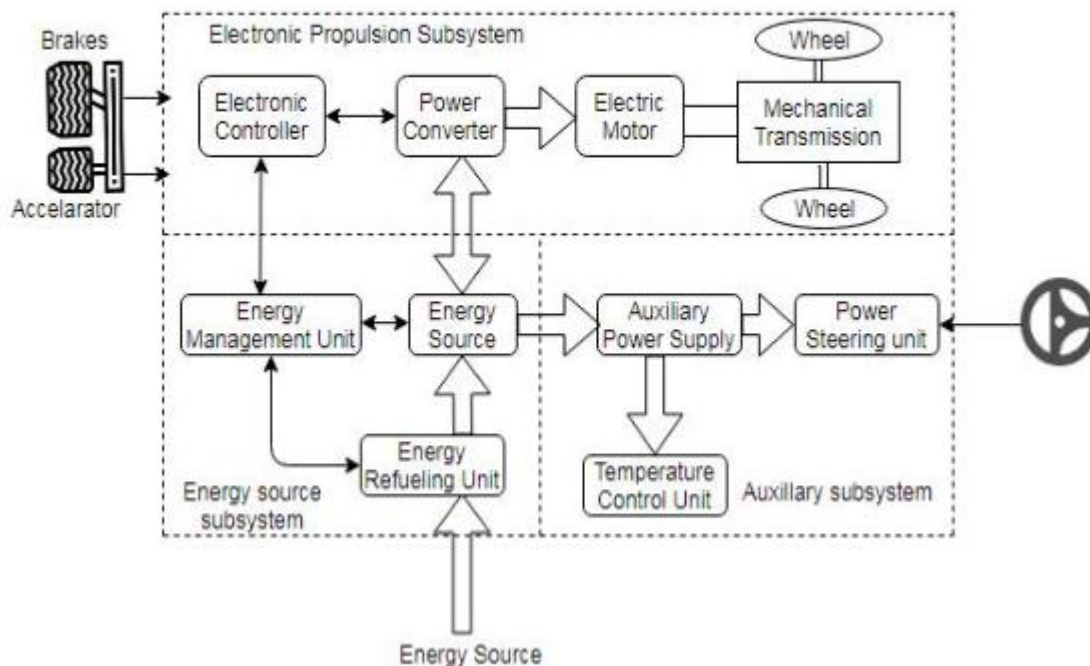 Brakes
Electronic Propulsion Subsystem
Wheel
Electronic
Controller
Power
Converter
Electric
Motor
Mechanical
Transmission
Accelarator
Wheel
Energy
Management Unit
Energy
Source
Auxiliary
Power Supply
Power
Steering unit
Energy
Refueling Unit
Temperature
Control Unit
Energy source
subsystem
Auxillary subsystem
Energy Source